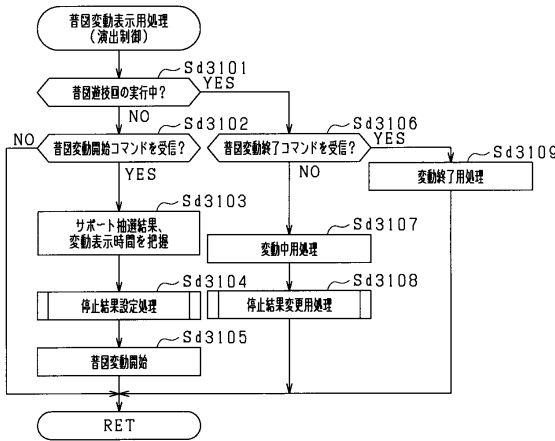 普図変動表示用処理
(演出制御)
Sd3101
普図遊技回の実行中?
YES
NO
Sd3102
NO
普図変動開始コマンドを受信?
YES
Sd3106
普図変動終了コマンドを受信?
YES
NO
Sd3109
変動終了用処理
Sd3103
サポート抽選結果、
変動表示時間を把握
Sd3107
変動中用処理
Sd3104
停止結果設定処理
Sd3108
停止結果変更用処理
Sd3105
普図変動開始
RET